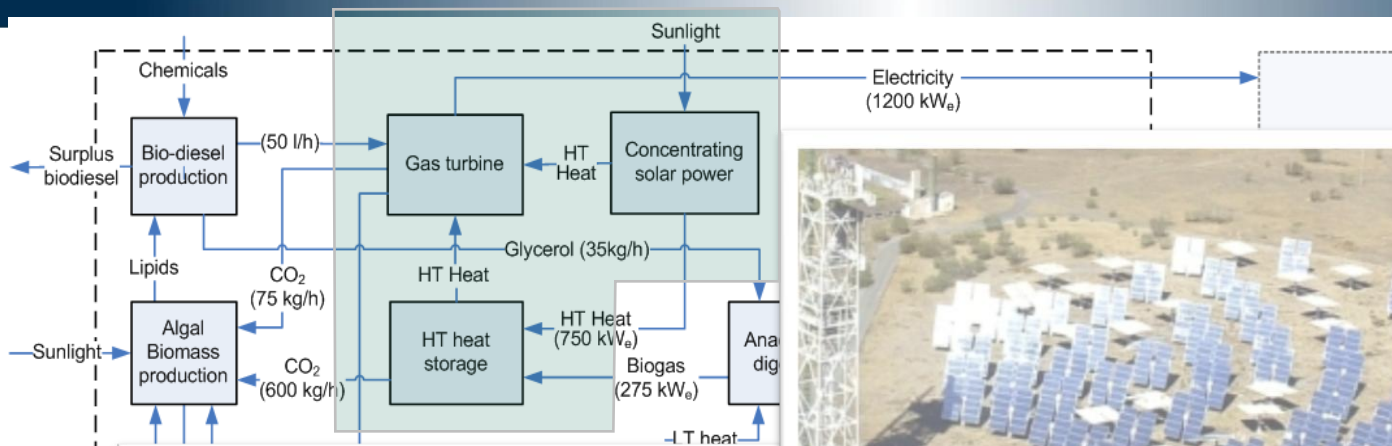 Sunlight
Chemicals
Electricity
(1200 kWₑ)
Surplus
biodiesel
Bio-diesel
production
(50 l/h)
Gas turbine
HT
Heat
Concentrating
solar power
Glycerol (35kg/h)
Lipids
CO₂
(75 kg/h)
HT Heat
Sunlight
Algal
Biomass
production
CO₂
(600 kg/h)
HT heat
storage
HT Heat
(750 kWₑ)
Biogas
(275 kWₑ)
LT heat